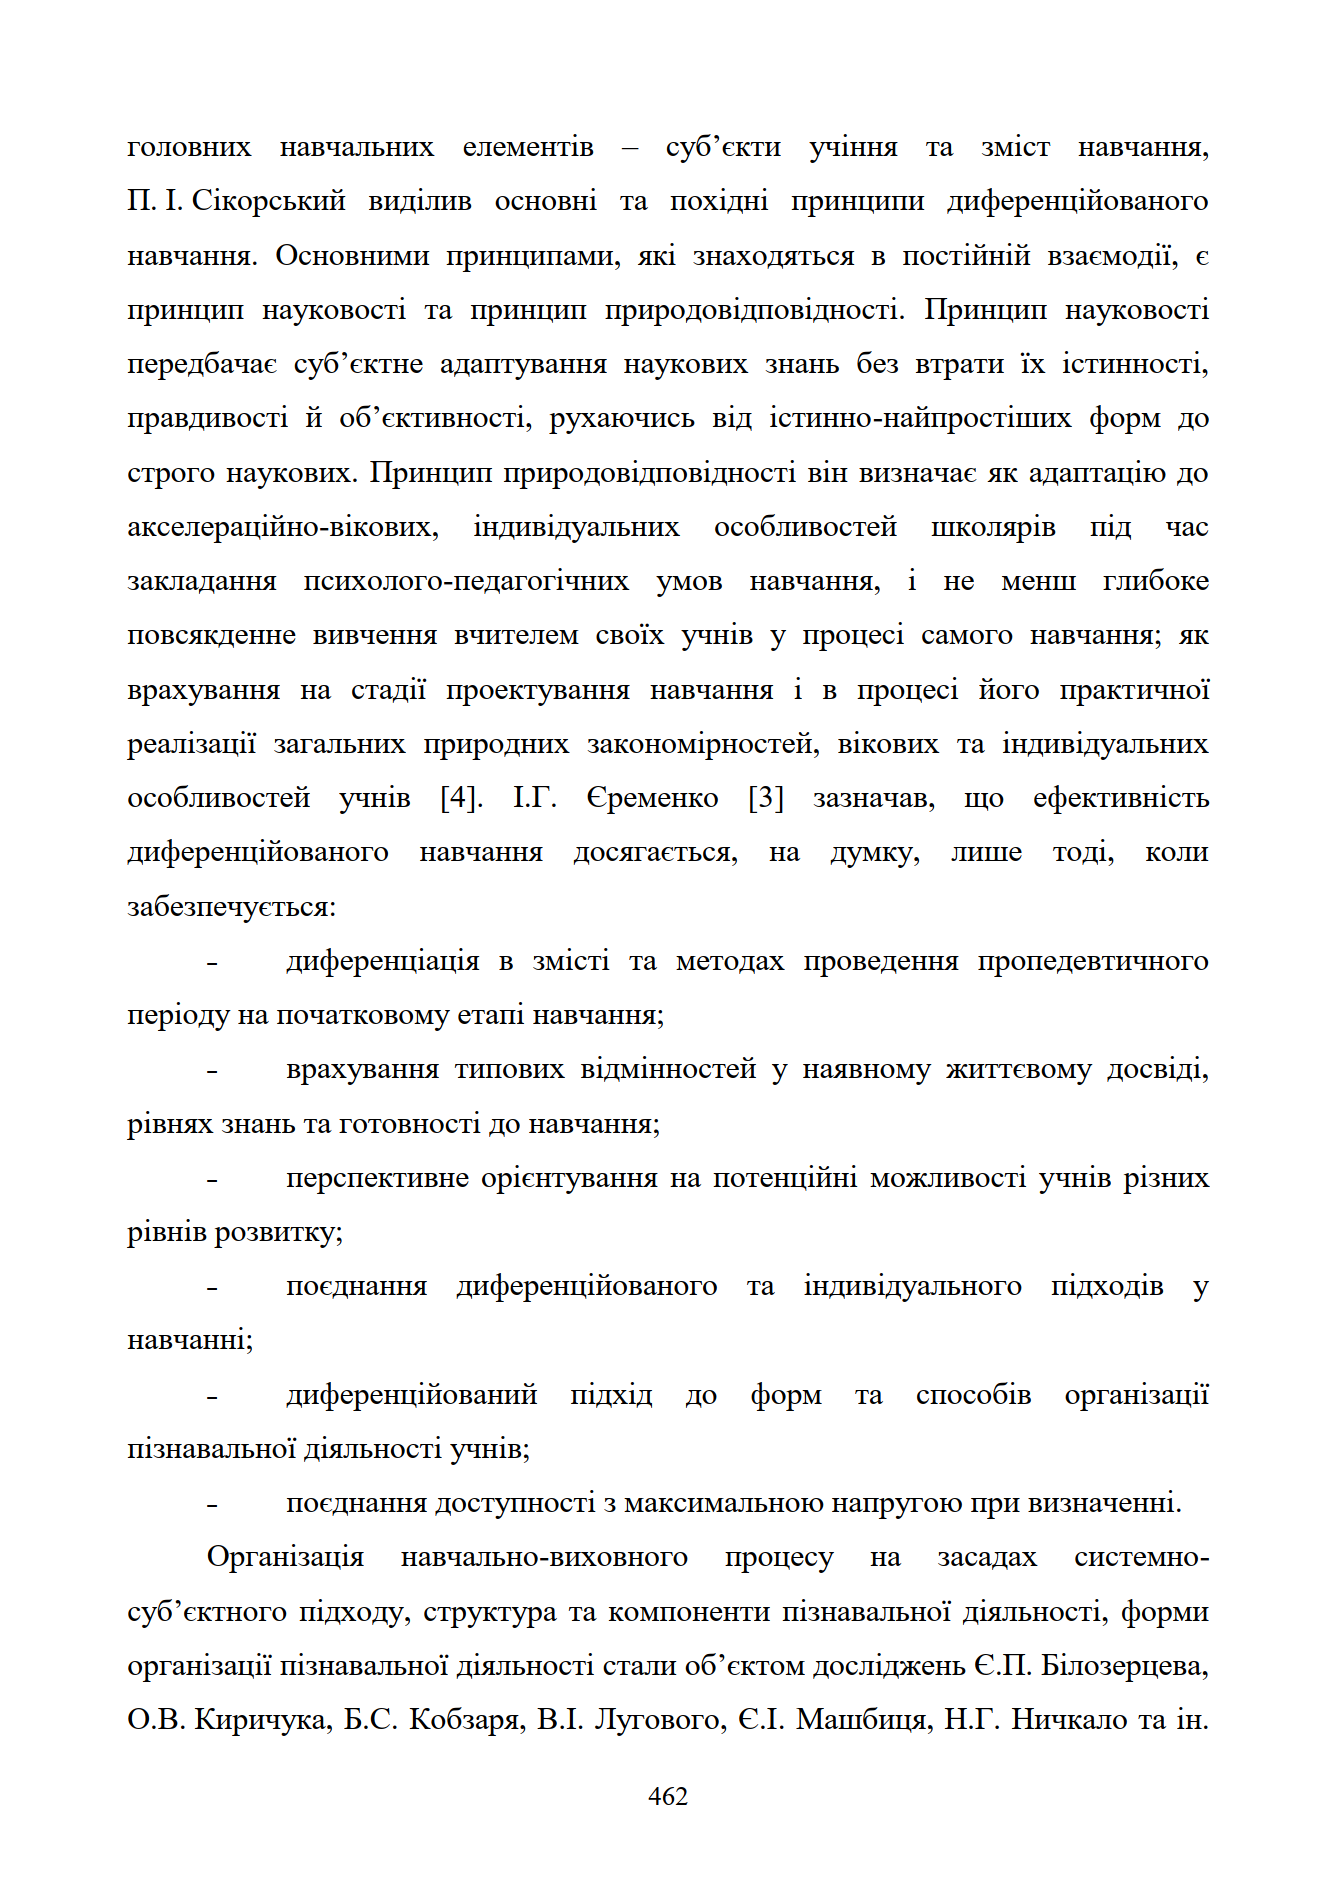 головних навчальних елементів – суб’єкти учіння та зміст навчання,
П. І. Сікорський виділив основні та похідні принципи диференційованого
навчання. Основними принципами, які знаходяться в постійній взаємодії, є
принцип науковості та принцип природовідповідності. Принцип науковості
передбачає суб’єктне адаптування наукових знань без втрати їх істинності,
правдивості й об’єктивності, рухаючись від істинно-найпростіших форм до
строго наукових. Принцип природовідповідності він визначає як адаптацію до
акселераційно-вікових, індивідуальних особливостей школярів під час
закладання психолого-педагогічних умов навчання, і не менш глибоке
повсякденне вивчення вчителем своїх учнів у процесі самого навчання; як
врахування на стадії проектування навчання і в процесі його практичної
реалізації загальних природних закономірностей, вікових та індивідуальних
особливостей учнів [4]. І.Г. Єременко [3] зазначав, що ефективність
диференційованого навчання досягається, на думку, лише тоді, коли
забезпечується:
- диференціація в змісті та методах проведення пропедевтичного
періоду на початковому етапі навчання;
- врахування типових відмінностей у наявному життєвому досвіді,
рівнях знань та готовності до навчання;
- перспективне орієнтування на потенційні можливості учнів різних
рівнів розвитку;
- поєднання диференційованого та індивідуального підходів у
навчанні;
- диференційований підхід до форм та способів організації
пізнавальної діяльності учнів;
- поєднання доступності з максимальною напругою при визначенні.
Організація навчально-виховного процесу на засадах системно-
суб’єктного підходу, структура та компоненти пізнавальної діяльності, форми
організації пізнавальної діяльності стали об’єктом досліджень Є.П. Білозерцева,
О.В. Киричука, Б.С. Кобзаря, В.І. Лугового, Є.І. Машбиця, Н.Г. Ничкало та ін.
462